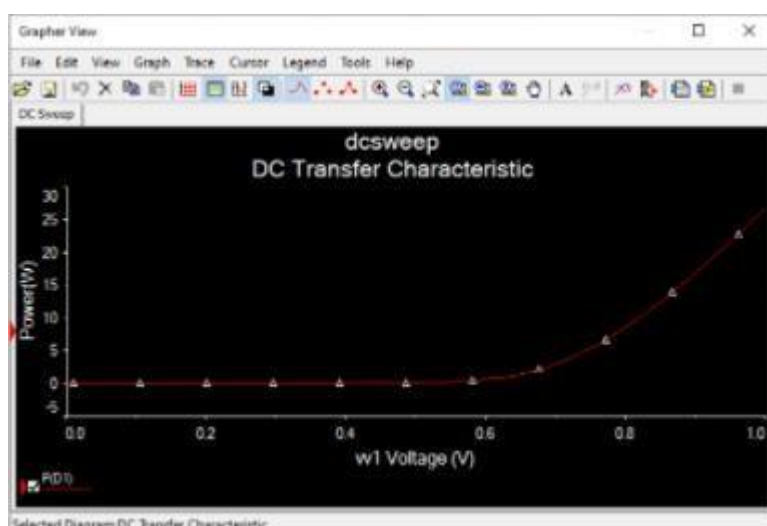 Grapher View
File Edit View Graph Trace Cursor Legend Tools Help
DC Sweep
dcsweep
DC Transfer Characteristic
30
25
20
15
10
5
0
-5
Power(W)
0.0 0.2 0.4 0.6 0.8 1.0
w1 Voltage (V)
P(D1)
Selected Diagram:DC Transfer Characteristic